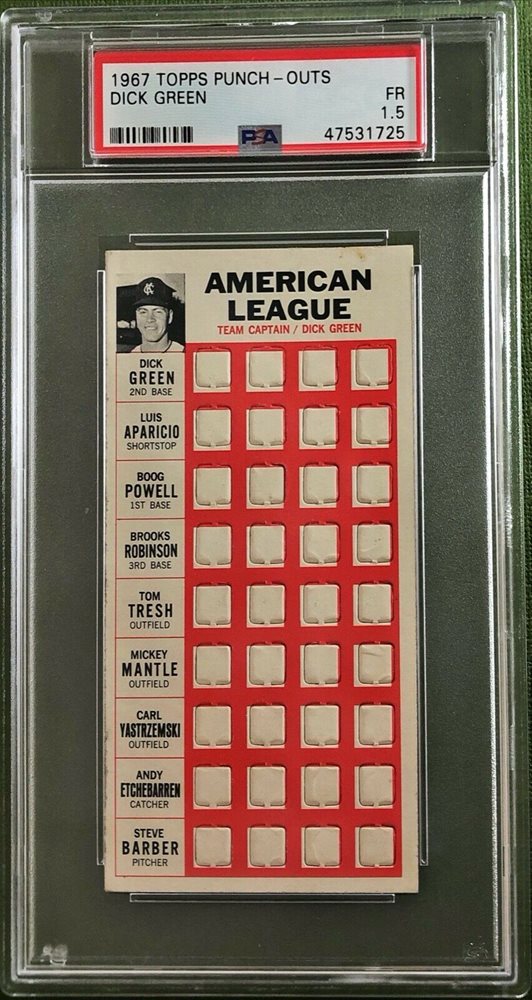 1967 TOPPS PUNCH-OUTS
DICK GREEN
FR
1.5
PSA
47531725
KC
AMERICAN
LEAGUE
TEAM CAPTAIN / DICK GREEN
DICK
GREEN
2ND BASE
LUIS
APARICIO
SHORTSTOP
BOOG
POWELL
1ST BASE
BROOKS
ROBINSON
3RD BASE
TOM
TRESH
OUTFIELD
MICKEY
MANTLE
OUTFIELD
CARL
YASTRZEMSKI
OUTFIELD
ANDY
ETCHEBARREN
CATCHER
STEVE
BARBER
PITCHER